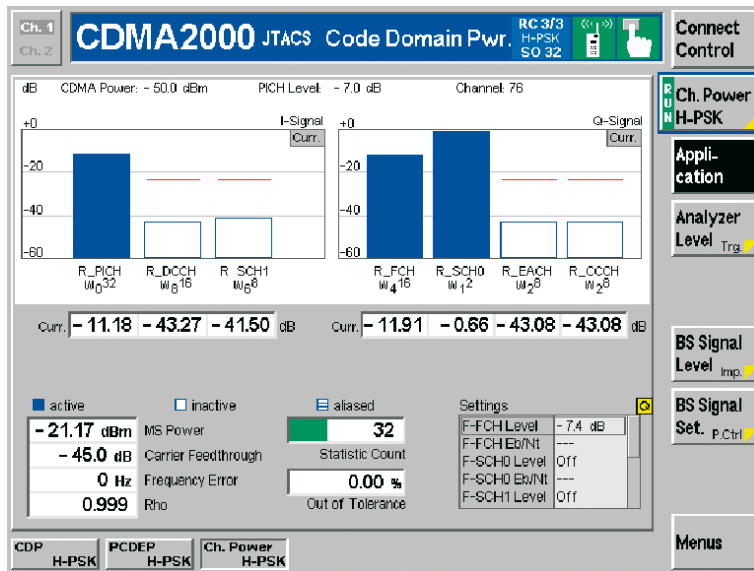 Ch. 1
Ch. 2
CDMA2000 JTACS Code Domain Pwr.
RC 3/3
H-PSK
SO 32
Connect
Control
dB CDMA Power: - 50.0 dBm PICH Level: - 7.0 dB Channel: 76
+0 I-Signal
Curr.
-20
-40
-60
R_PICH R_DCCH R_SCH1
W0 32 W8 16 W6 8
+0 Q-Signal
Curr.
-20
-40
-60
R_FCH R_SCH0 R_EACH R_CCCH
W4 16 W1 2 W2 8 W2 8
Curr. - 11.18 - 43.27 - 41.50 dB
Curr. - 11.91 - 0.66 - 43.08 - 43.08 dB
active inactive aliased
- 21.17 dBm MS Power
- 45.0 dB Carrier Feedthrough
0 Hz Frequency Error
0.999 Rho
32
Statistic Count
0.00 %
Out of Tolerance
Settings
F-FCH Level - 7.4 dB
F-FCH Eb/Nt ---
F-SCH0 Level Off
F-SCH0 Eb/Nt ---
F-SCH1 Level Off
RUN
Ch. Power
H-PSK
Appli-
cation
Analyzer
Level Trg.
BS Signal
Level Imp.
BS Signal
Set. P.Ctrl
Menus
CDP
H-PSK
PCDEP
H-PSK
Ch. Power
H-PSK